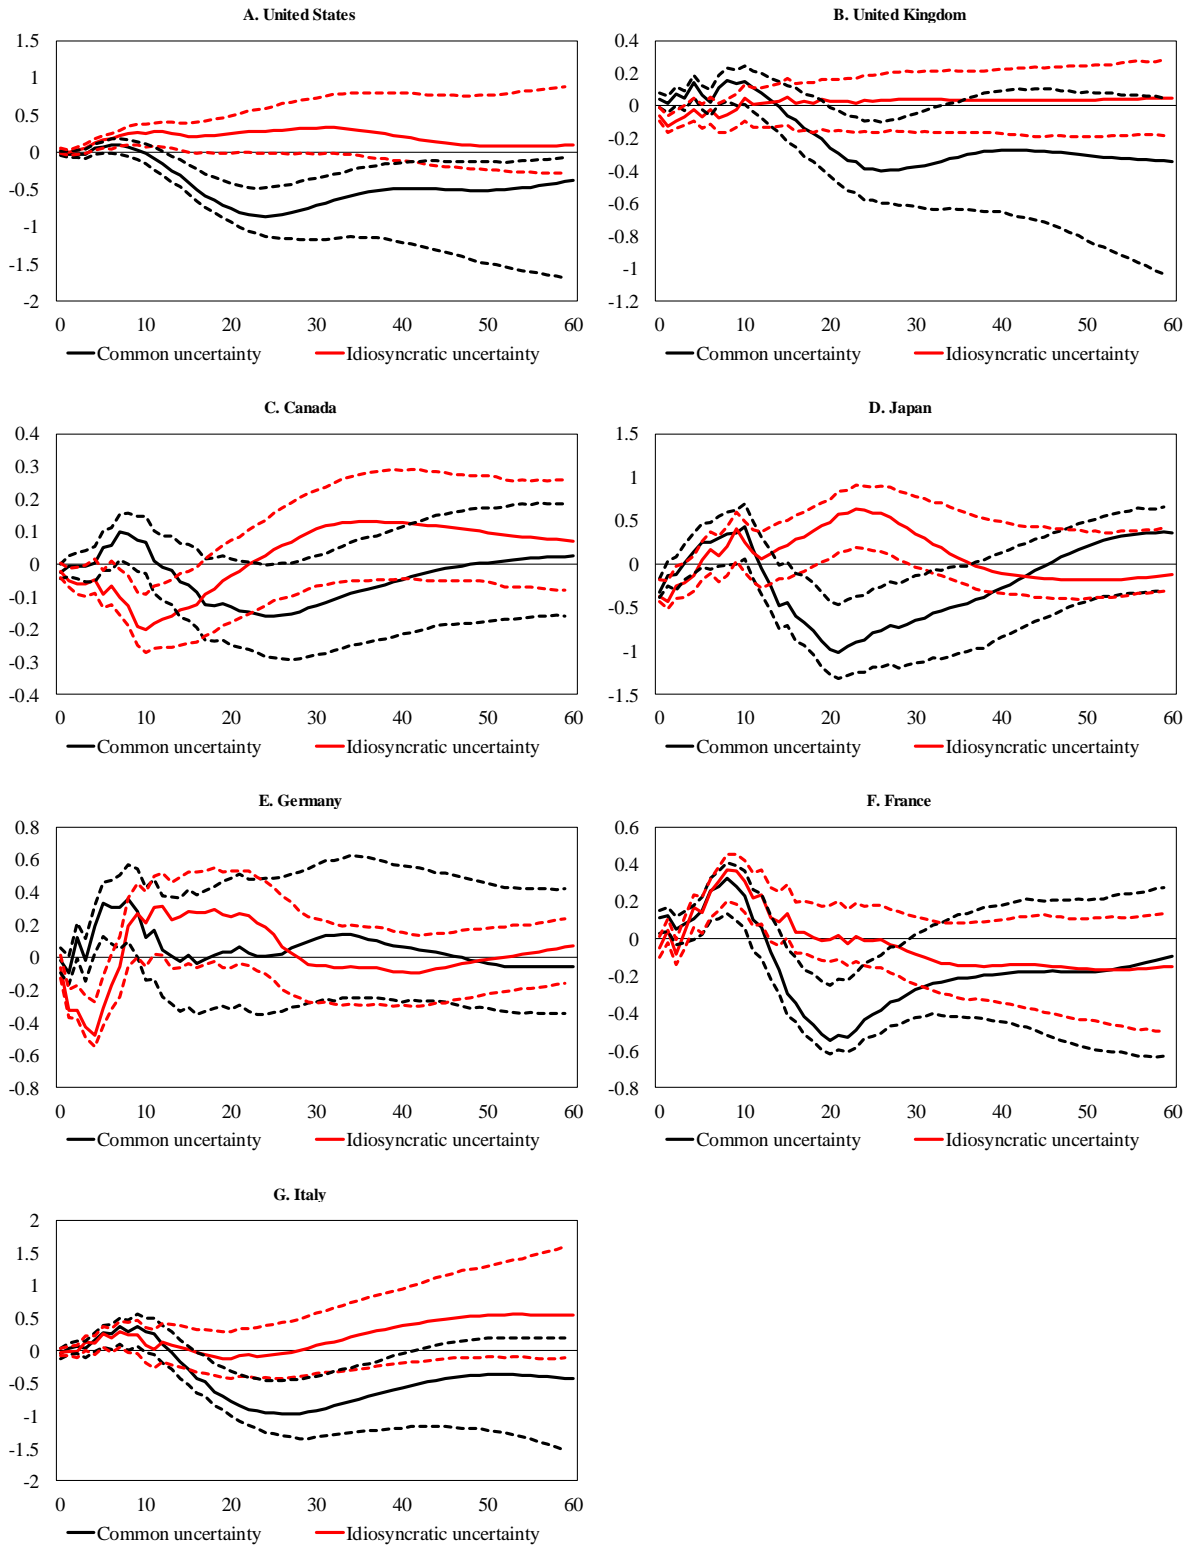 A. United States
1.5
1
0.5
0
-0.5
-1
-1.5
-2
0 10 20 30 40 50 60
Common uncertainty Idiosyncratic uncertainty
B. United Kingdom
0.4
0.2
0
-0.2
-0.4
-0.6
-0.8
-1
-1.2
0 10 20 30 40 50 60
Common uncertainty Idiosyncratic uncertainty
C. Canada
0.4
0.3
0.2
0.1
0
-0.1
-0.2
-0.3
-0.4
0 10 20 30 40 50 60
Common uncertainty Idiosyncratic uncertainty
D. Japan
1.5
1
0.5
0
-0.5
-1
-1.5
0 10 20 30 40 50 60
Common uncertainty Idiosyncratic uncertainty
E. Germany
0.8
0.6
0.4
0.2
0
-0.2
-0.4
-0.6
-0.8
0 10 20 30 40 50 60
Common uncertainty Idiosyncratic uncertainty
F. France
0.6
0.4
0.2
0
-0.2
-0.4
-0.6
-0.8
0 10 20 30 40 50 60
Common uncertainty Idiosyncratic uncertainty
G. Italy
2
1.5
1
0.5
0
-0.5
-1
-1.5
-2
0 10 20 30 40 50 60
Common uncertainty Idiosyncratic uncertainty